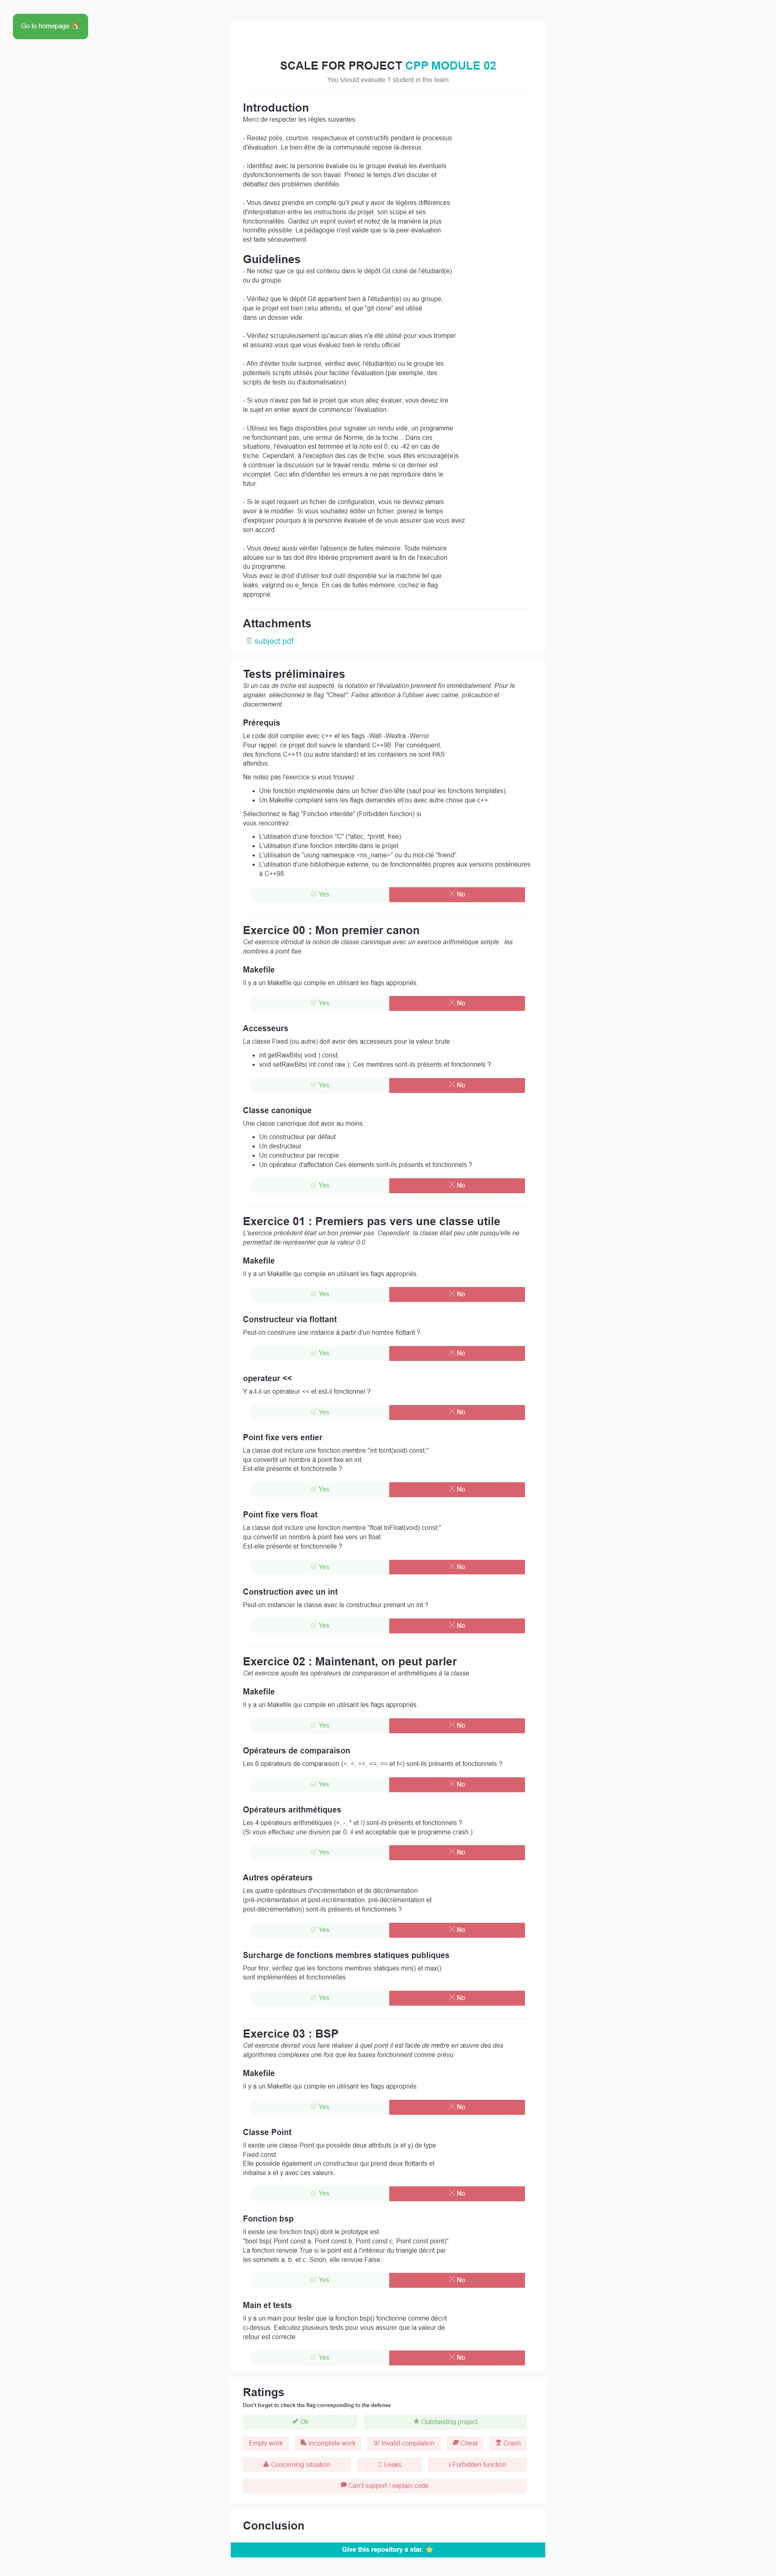 Go to homepage
SCALE FOR PROJECT CPP MODULE 02
You should evaluate 1 student in this team
Introduction
Merci de respecter les règles suivantes:
- Restez polis, courtois, respectueux et constructifs pendant le processus
d'évaluation. Le bien-être de la communauté repose là-dessus.
- Identifiez avec la personne évaluée ou le groupe évalué les éventuels
dysfonctionnements de son travail. Prenez le temps d'en discuter et
débattez des problèmes identifiés.
- Vous devez prendre en compte qu'il peut y avoir de légères différences
d'interprétation entre les instructions du projet, son scope et ses
fonctionnalités. Gardez un esprit ouvert et notez de la manière la plus
honnête possible. La pédagogie n'est valide que si la peer-évaluation
est faite sérieusement.
Guidelines
- Ne notez que ce qui est contenu dans le dépôt Git cloné de l'étudiant(e)
ou du groupe.
- Vérifiez que le dépôt Git appartient bien à l'étudiant(e) ou au groupe,
que le projet est bien celui attendu, et que "git clone" est utilisé
dans un dossier vide.
- Vérifiez scrupuleusement qu'aucun alias n'a été utilisé pour vous tromper
et assurez-vous que vous évaluez bien le rendu officiel.
- Afin d'éviter toute surprise, vérifiez avec l'étudiant(e) ou le groupe les
potentiels scripts utilisés pour faciliter l'évaluation (par exemple, des
scripts de tests ou d'automatisation).
- Si vous n'avez pas fait le projet que vous allez évaluer, vous devez lire
le sujet en entier avant de commencer l'évaluation.
- Utilisez les flags disponibles pour signaler un rendu vide, un programme
ne fonctionnant pas, une erreur de Norme, de la triche... Dans ces
situations, l'évaluation est terminée et la note est 0, ou -42 en cas de
triche. Cependant, à l'exception des cas de triche, vous êtes encouragé(e)s
à continuer la discussion sur le travail rendu, même si ce dernier est
incomplet. Ceci afin d'identifier les erreurs à ne pas reproduire dans le
futur.
- Si le sujet requiert un fichier de configuration, vous ne devriez jamais
avoir à le modifier. Si vous souhaitez éditer un fichier, prenez le temps
d'expliquer pourquoi à la personne évaluée et de vous assurer que vous avez
son accord.
- Vous devez aussi vérifier l'absence de fuites mémoire. Toute mémoire
allouée sur le tas doit être libérée proprement avant la fin de l'exécution
du programme.
Vous avez le droit d'utiliser tout outil disponible sur la machine tel que
leaks, valgrind ou e_fence. En cas de fuites mémoire, cochez le flag
approprié.
Attachments
subject.pdf
Tests préliminaires
Si un cas de triche est suspecté, la notation et l'évaluation prennent fin immédiatement. Pour le
signaler, sélectionnez le flag "Cheat". Faites attention à l'utiliser avec calme, précaution et
discernement.
Prérequis
Le code doit compiler avec c++ et les flags -Wall -Wextra -Werror
Pour rappel, ce projet doit suivre le standard C++98. Par conséquent,
des fonctions C++11 (ou autre standard) et les containers ne sont PAS
attendus.
Ne notez pas l'exercice si vous trouvez :
• Une fonction implémentée dans un fichier d'en-tête (sauf pour les fonctions templates).
• Un Makefile compilant sans les flags demandés et/ou avec autre chose que c++.
Sélectionnez le flag "Fonction interdite" (Forbidden function) si
vous rencontrez :
• L'utilisation d'une fonction "C" (*alloc, *printf, free).
• L'utilisation d'une fonction interdite dans le projet.
• L'utilisation de "using namespace <ns_name>" ou du mot-clé "friend".
• L'utilisation d'une bibliothèque externe, ou de fonctionnalités propres aux versions postérieures
à C++98.
Yes No
Exercice 00 : Mon premier canon
Cet exercice introduit la notion de classe canonique avec un exercice arithmétique simple : les
nombres à point fixe.
Makefile
Il y a un Makefile qui compile en utilisant les flags appropriés.
Yes No
Accesseurs
La classe Fixed (ou autre) doit avoir des accesseurs pour la valeur brute :
• int getRawBits( void ) const;
• void setRawBits( int const raw ); Ces membres sont-ils présents et fonctionnels ?
Yes No
Classe canonique
Une classe canonique doit avoir au moins :
• Un constructeur par défaut
• Un destructeur
• Un constructeur par recopie
• Un opérateur d'affectation Ces élements sont-ils présents et fonctionnels ?
Yes No
Exercice 01 : Premiers pas vers une classe utile
L'exercice précédent était un bon premier pas. Cependant, la classe était peu utile puisqu'elle ne
permettait de représenter que la valeur 0.0
Makefile
Il y a un Makefile qui compile en utilisant les flags appropriés.
Yes No
Constructeur via flottant
Peut-on construire une instance à partir d'un nombre flottant ?
Yes No
operateur <<
Y a-t-il un opérateur << et est-il fonctionnel ?
Yes No
Point fixe vers entier
La classe doit inclure une fonction membre "int toInt(void) const;"
qui convertit un nombre à point fixe en int.
Est-elle présente et fonctionnelle ?
Yes No
Point fixe vers float
La classe doit inclure une fonction membre "float toFloat(void) const;"
qui convertit un nombre à point fixe vers un float.
Est-elle présente et fonctionnelle ?
Yes No
Construction avec un int
Peut-on instancier la classe avec le constructeur prenant un int ?
Yes No
Exercice 02 : Maintenant, on peut parler
Cet exercice ajoute les opérateurs de comparaison et arithmétiques à la classe.
Makefile
Il y a un Makefile qui compile en utilisant les flags appropriés.
Yes No
Opérateurs de comparaison
Les 6 opérateurs de comparaison (>, <, >=, <=, == et !=) sont-ils présents et fonctionnels ?
Yes No
Opérateurs arithmétiques
Les 4 opérateurs arithmétiques (+, -, * et /) sont-ils présents et fonctionnels ?
(Si vous effectuez une division par 0, il est acceptable que le programme crash.)
Yes No
Autres opérateurs
Les quatre opérateurs d'incrémentation et de décrémentation
(pré-incrémentation et post-incrémentation, pré-décrémentation et
post-décrémentation) sont-ils présents et fonctionnels ?
Yes No
Surcharge de fonctions membres statiques publiques
Pour finir, vérifiez que les fonctions membres statiques min() et max()
sont implémentées et fonctionnelles.
Yes No
Exercice 03 : BSP
Cet exercice devrait vous faire réaliser à quel point il est facile de mettre en œuvre des des
algorithmes complexes une fois que les bases fonctionnent comme prévu.
Makefile
Il y a un Makefile qui compile en utilisant les flags appropriés.
Yes No
Classe Point
Il existe une classe Point qui possède deux attributs (x et y) de type
Fixed const.
Elle possède également un constructeur qui prend deux flottants et
initialise x et y avec ces valeurs.
Yes No
Fonction bsp
Il existe une fonction bsp() dont le prototype est
"bool bsp( Point const a, Point const b, Point const c, Point const point)".
La fonction renvoie True si le point est à l'intérieur du triangle décrit par
les sommets a, b, et c. Sinon, elle renvoie False.
Yes No
Main et tests
Il y a un main pour tester que la fonction bsp() fonctionne comme décrit
ci-dessus. Exécutez plusieurs tests pour vous assurer que la valeur de
retour est correcte.
Yes No
Ratings
Don't forget to check the flag corresponding to the defense
Ok Outstanding project
Empty work Incomplete work Invalid compilation Cheat Crash
Concerning situation Leaks Forbidden function
Can't support / explain code
Conclusion
Give this repository a star.